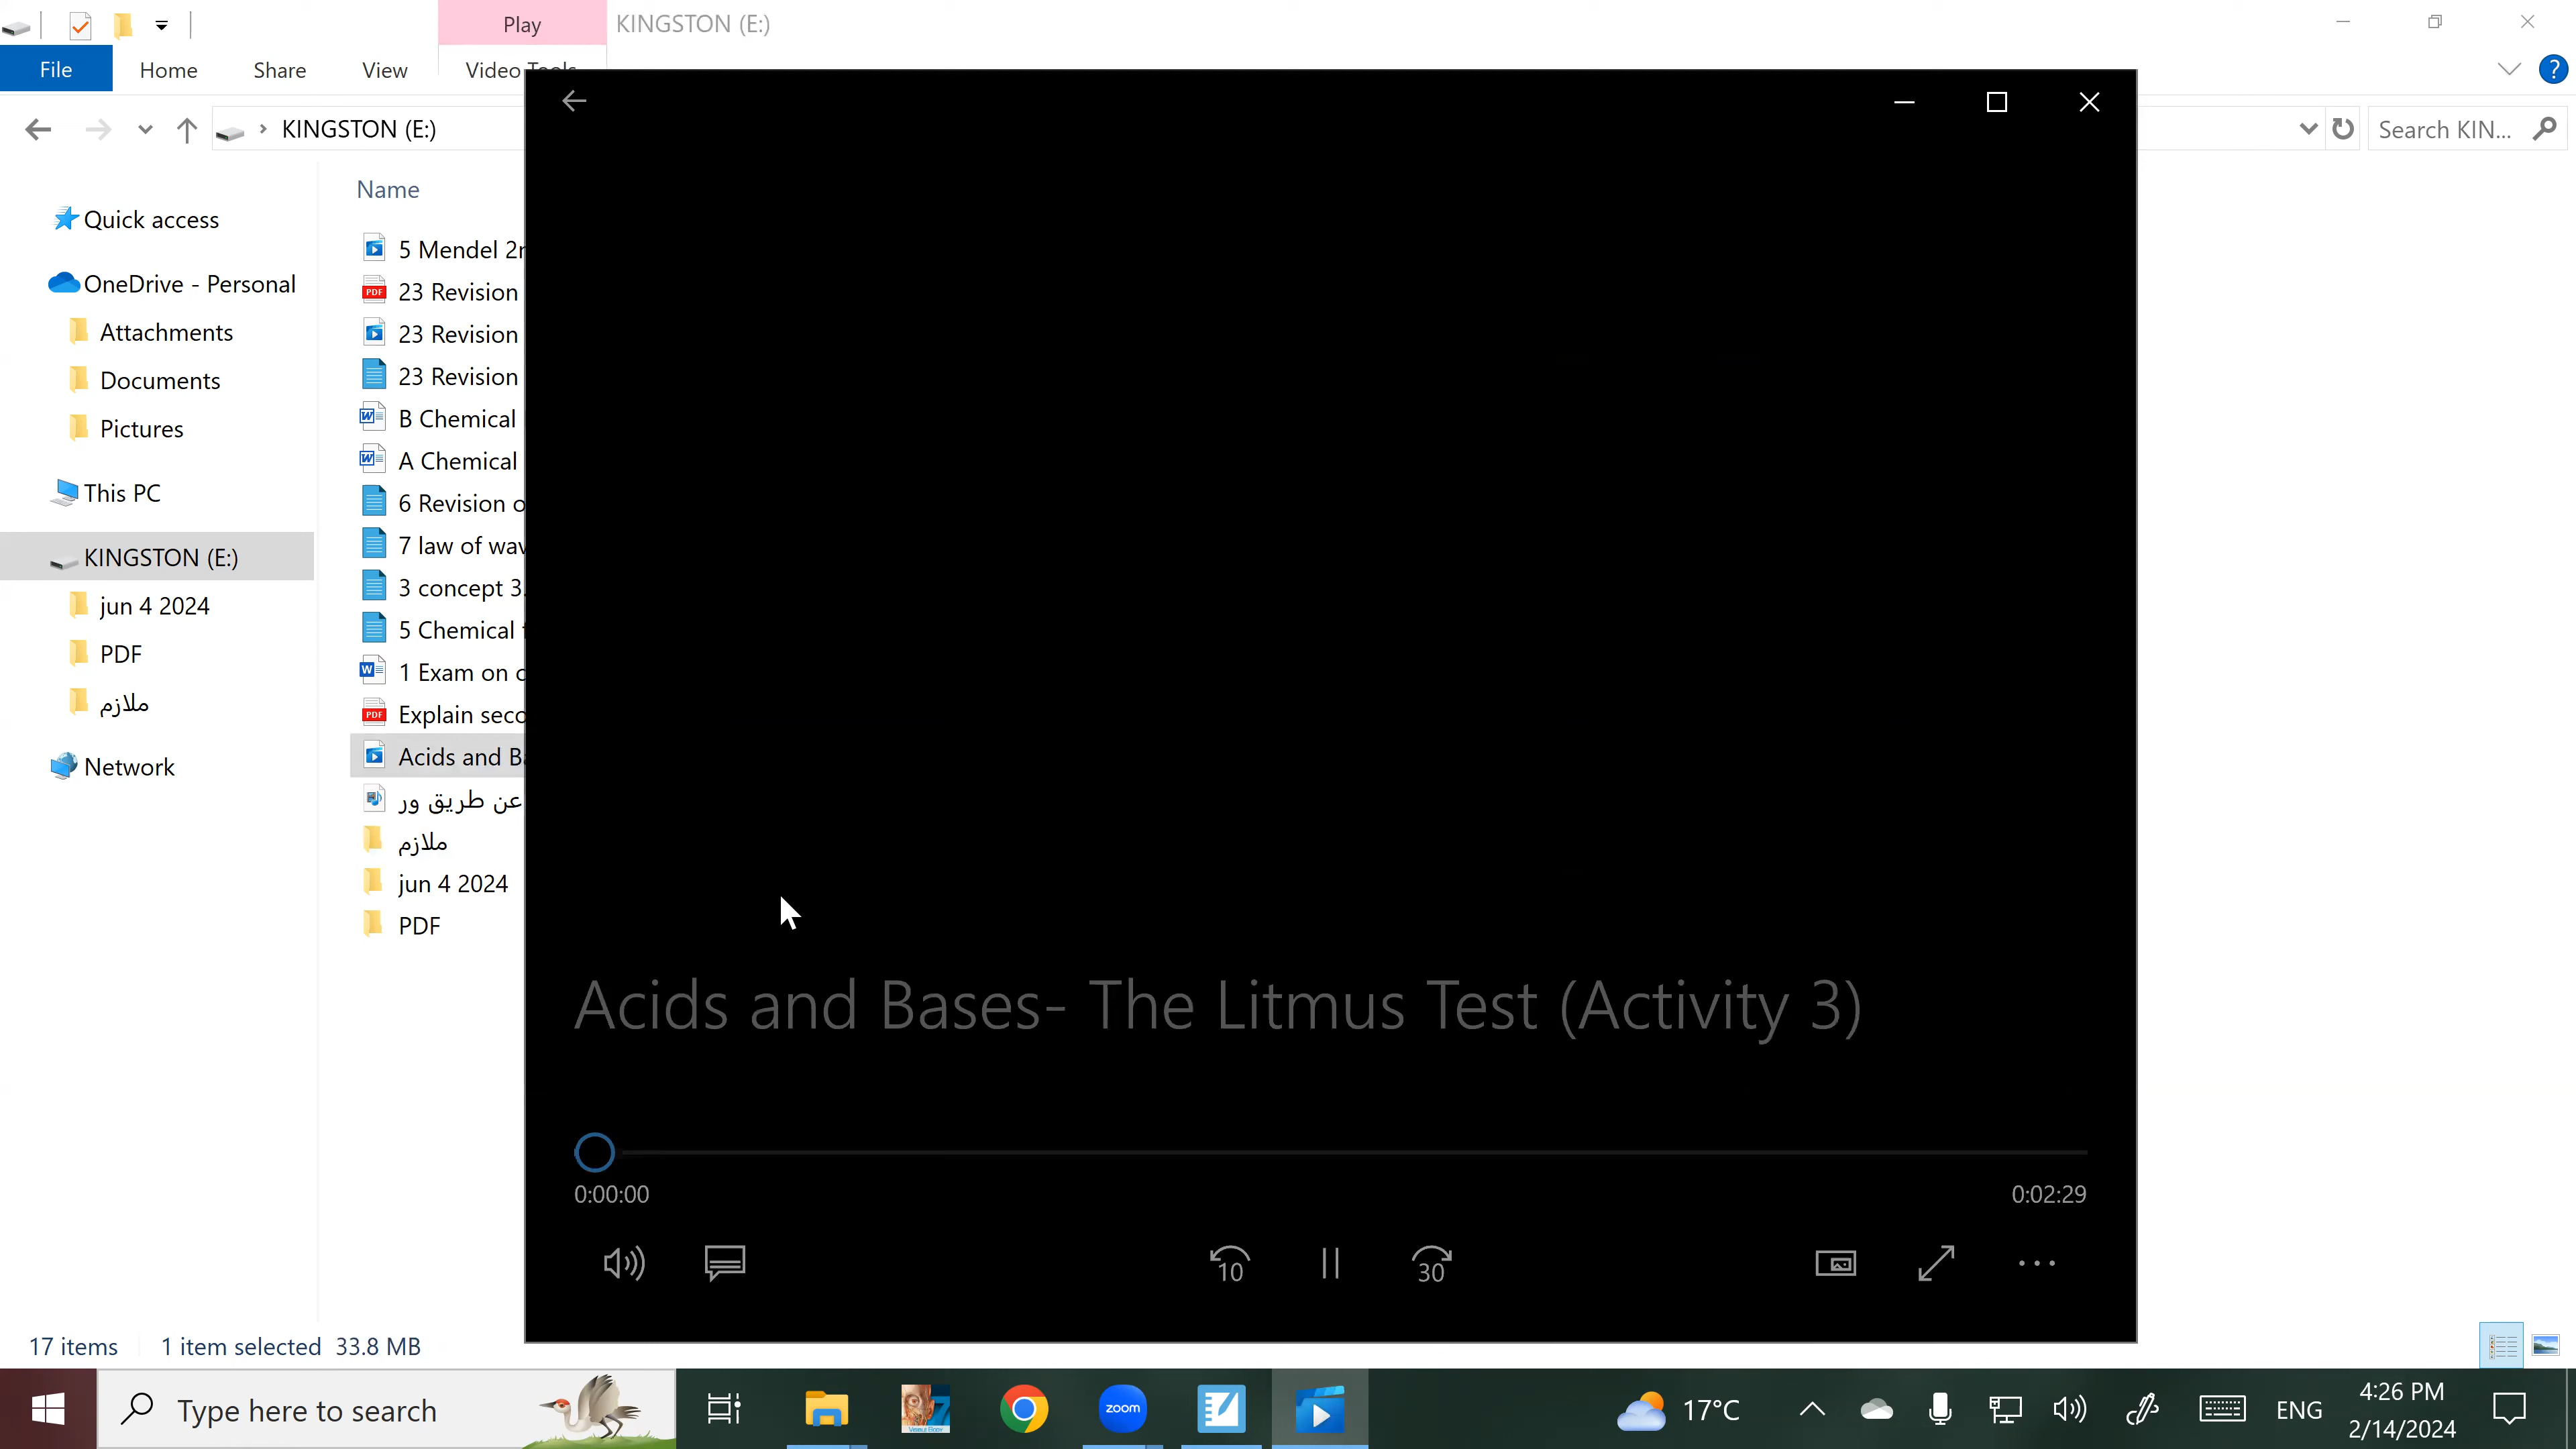 Play
KINGSTON (E:)
File
Home
Share
View
Video Tools
KINGSTON (E:)
Search KIN...
Name
Quick access
OneDrive - Personal
Attachments
Documents
Pictures
This PC
KINGSTON (E:)
jun 4 2024
PDF
ملازم
Network
5 Mendel 2n
23 Revision
23 Revision
23 Revision
B Chemical
A Chemical
6 Revision o
7 law of wav
3 concept 3.
5 Chemical f
1 Exam on c
Explain seco
Acids and Ba
عن طريق ور
ملازم
jun 4 2024
PDF
Acids and Bases- The Litmus Test (Activity 3)
0:00:00
0:02:29
10
30
17 items
1 item selected 33.8 MB
Type here to search
zoom
17°C
ENG
4:26 PM
2/14/2024